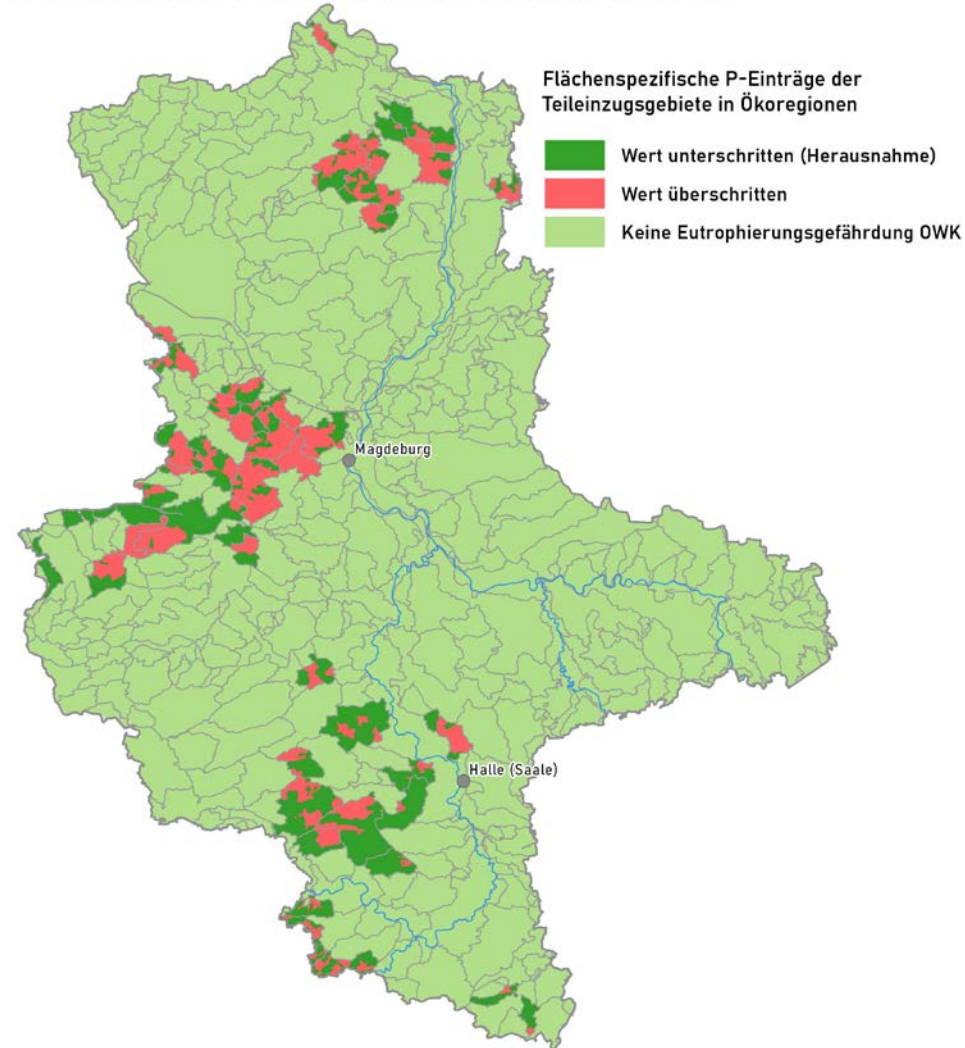 Flächenspezifische P-Einträge der
Teileinzugsgebiete in Ökoregionen
Wert unterschritten (Herausnahme)
Wert überschritten
Keine Eutrophierungsgefährdung OWK
Magdeburg
Halle (Saale)